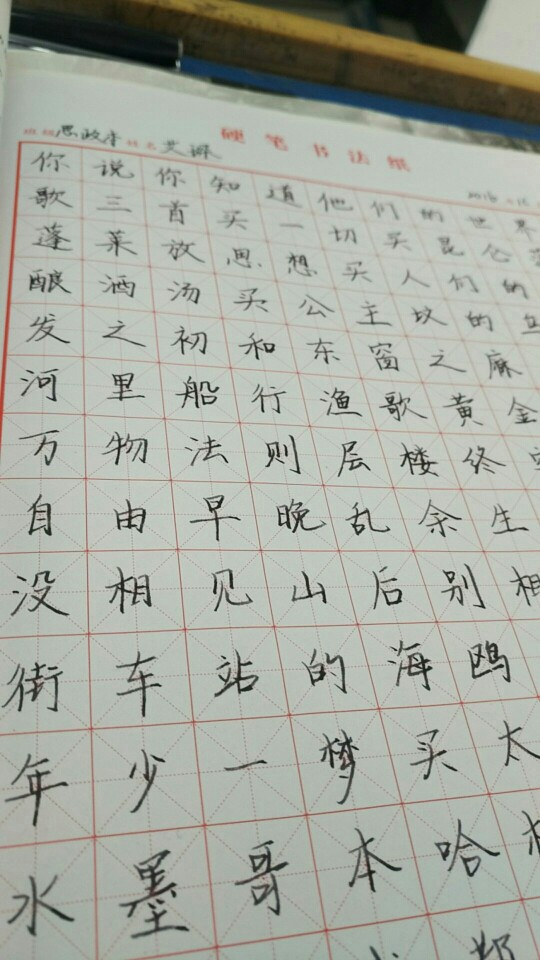 硬笔书法纸
班级 思政 姓名
你说你知道他们的世界
歌三首买一切买昆仑
蓬莱放思想买人们的
酿酒汤买公主坟的
发之初和东窗之麻
河里船行渔歌黄金
万物法则层楼终
自由早晚乱余生
没相见山后别相
街车站的海鸥
年少一梦买太
水墨哥本哈